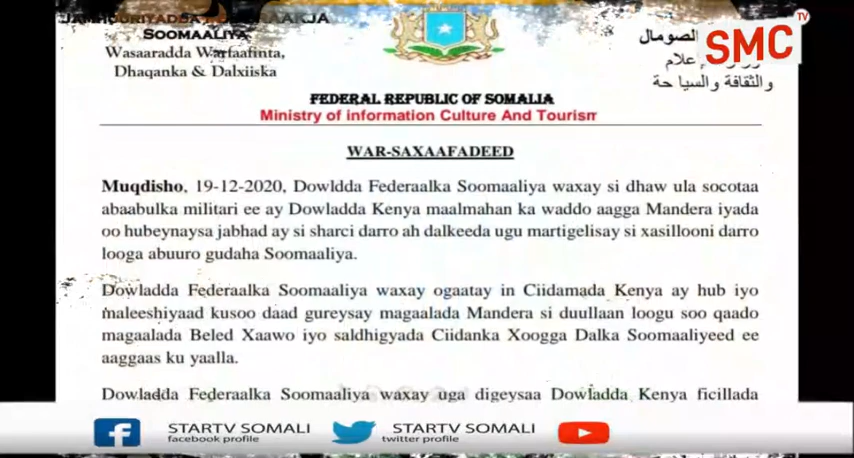 JAMHUURIYADDA
SOOMAALIYA
Wasaaradda Warfaafinta,
Dhaqanka & Dalxiiska
الصومال
والثقافة والسياحة
SMC TV
FEDERAL REPUBLIC OF SOMALIA
Ministry of information Culture And Tourism
WAR-SAXAAFADEED
Muqdisho, 19-12-2020, Dowldda Federaalka Soomaaliya waxay si dhaw ula socotaa
abaabulka militari ee ay Dowladda Kenya maalmahan ka waddo aagga Mandera iyada
oo hubeynaysa jabhad ay si sharci darro ah dalkeeda ugu martigelisay si xasillooni darro
looga abuuro gudaha Soomaaliya.
Dowladda Federaalka Soomaaliya waxay ogaatay in Ciidamada Kenya ay hub iyo
maleeshiyaad kusoo daad gureysay magaalada Mandera si duullaan loogu soo qaado
magaalada Beled Xaawo iyo saldhigyada Ciidanka Xoogga Dalka Soomaaliyeed ee
aaggaas ku yaalla.
Dowladda Federaalka Soomaaliya waxay uga digeysaa Dowladda Kenya ficillada
STARTV SOMALI
facebook profile
STARTV SOMALI
twitter profile